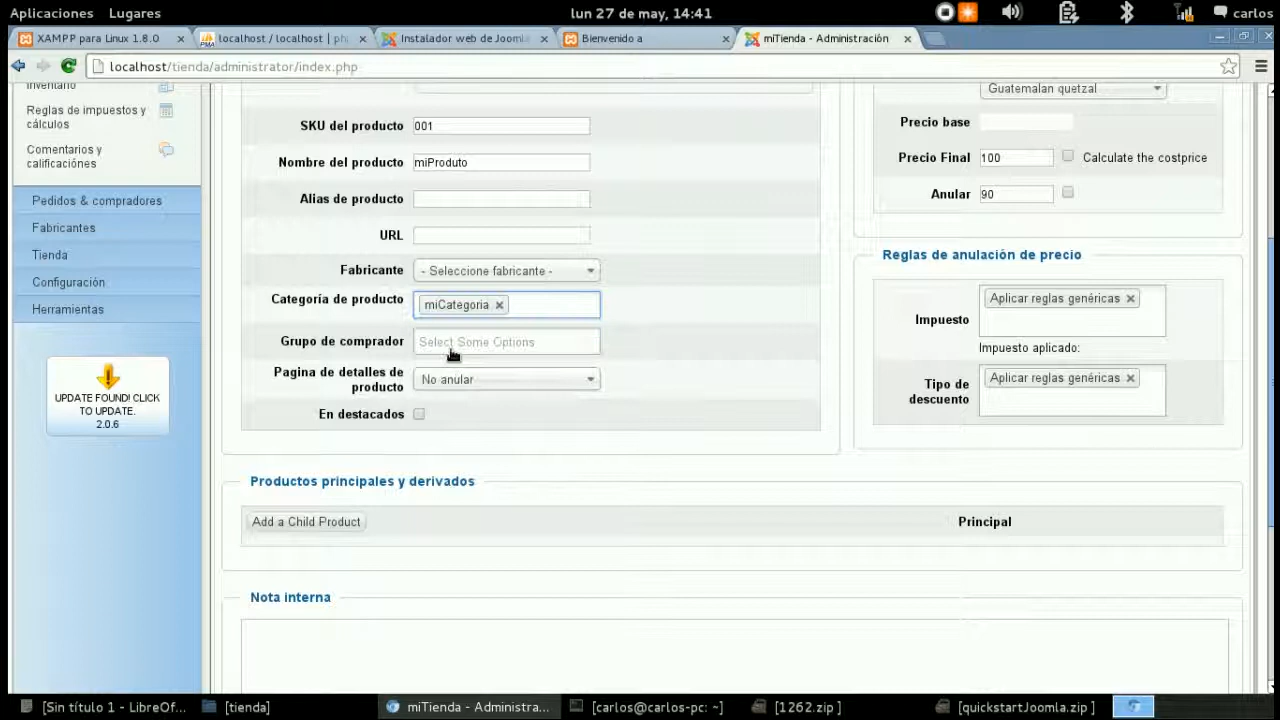 Aplicaciones Lugares lun 27 de may, 14:41 carlos
XAMPP para Linux 1.8.0 localhost / localhost | ph Instalador web de Joomla Bienvenido a miTienda - Administración
localhost/tienda/administrator/index.php
Inventario
Reglas de impuestos y
cálculos
Comentarios y
calificaciónes
Pedidos & compradores
Fabricantes
Tienda
Configuración
Herramientas
UPDATE FOUND! CLICK
TO UPDATE.
2.0.6
SKU del producto 001
Nombre del producto miProduto
Alias de producto
URL
Fabricante - Seleccione fabricante -
Categoría de producto miCategoria
Grupo de comprador Select Some Options
Pagina de detalles de
producto No anular
En destacados
Guatemalan quetzal
Precio base
Precio Final 100 Calculate the costprice
Anular 90
Reglas de anulación de precio
Impuesto Aplicar reglas genéricas
Impuesto aplicado:
Tipo de
descuento Aplicar reglas genéricas
Productos principales y derivados
Add a Child Product Principal
Nota interna
[Sin título 1 - LibreOf... [tienda] miTienda - Administra... [carlos@carlos-pc: ~] [1262.zip ] [quickstartJoomla.zip ]